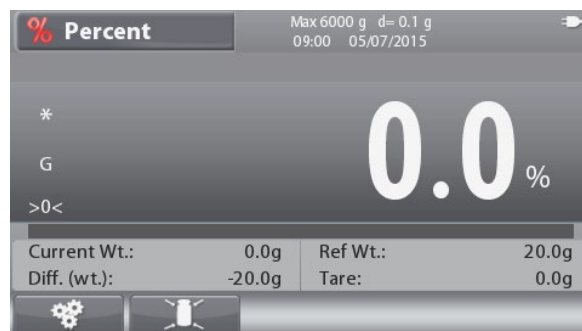 % Percent
Max 6000 g d= 0.1 g
09:00 05/07/2015
*
G
0.0 %
>0<
Current Wt.: 0.0g Ref Wt.: 20.0g
Diff. (wt.): -20.0g Tare: 0.0g